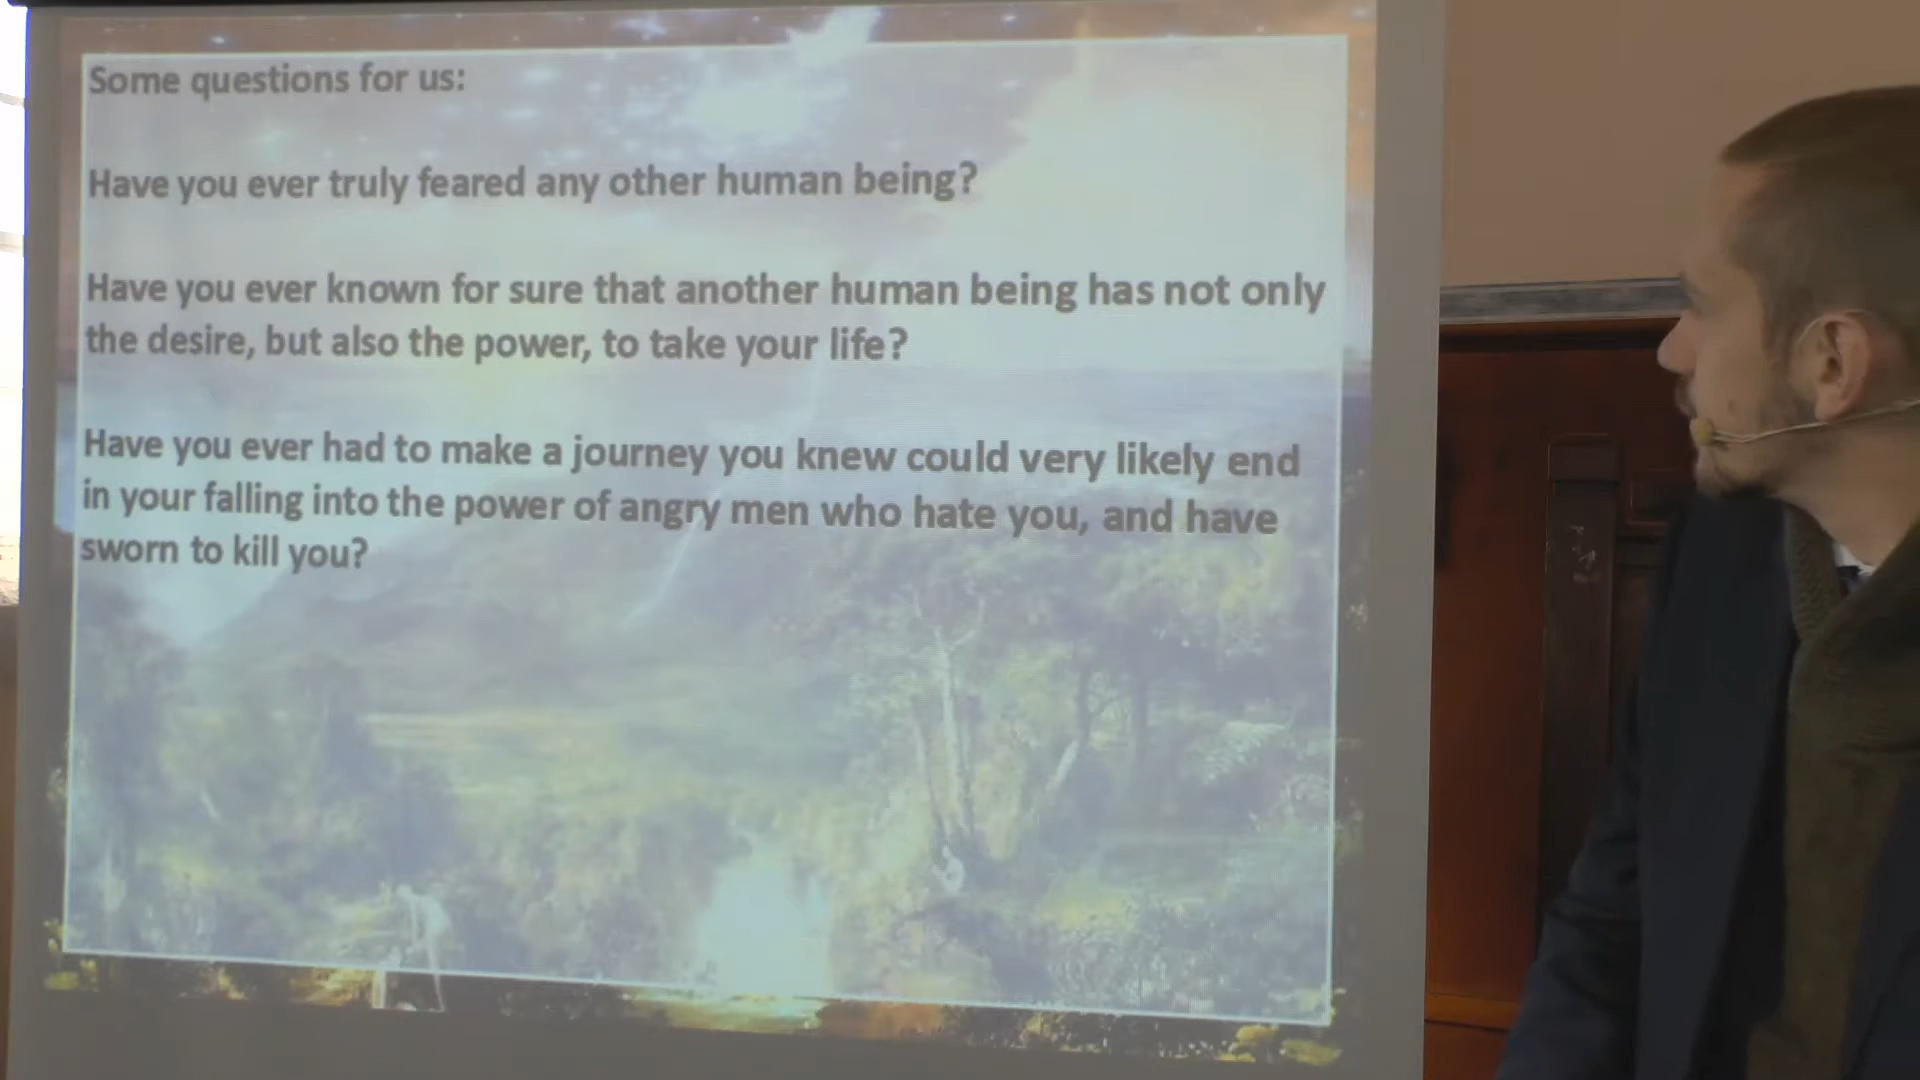 Some questions for us:
Have you ever truly feared any other human being?
Have you ever known for sure that another human being has not only
the desire, but also the power, to take your life?
Have you ever had to make a journey you knew could very likely end
in your falling into the power of angry men who hate you, and have
sworn to kill you?